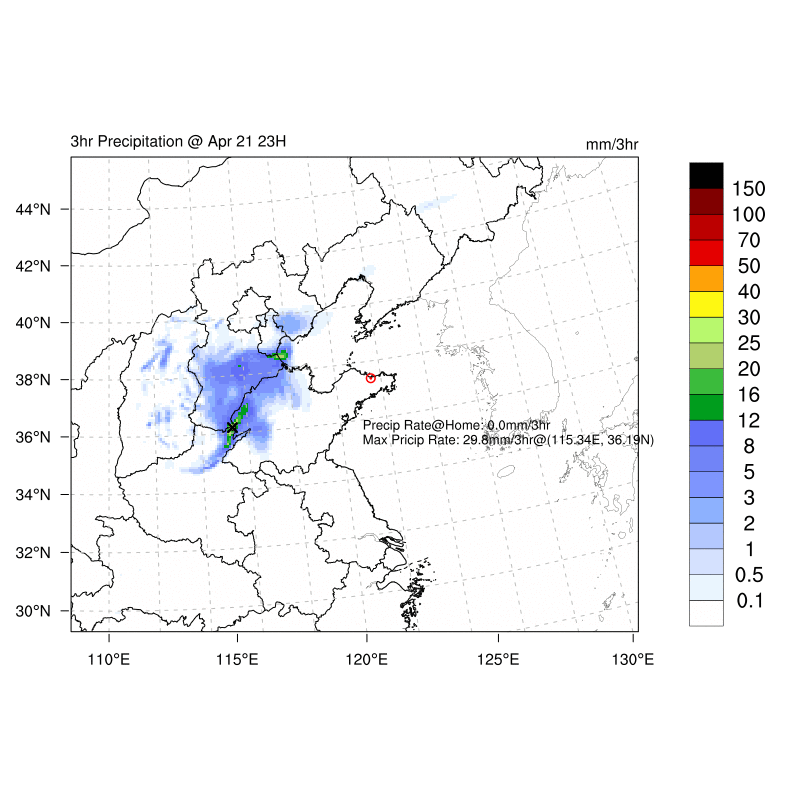 3hr Precipitation @ Apr 21 23H
mm/3hr
44°N
42°N
40°N
38°N
36°N
34°N
32°N
30°N
110°E
115°E
120°E
125°E
130°E
Precip Rate@Home: 0.0mm/3hr
Max Pricip Rate: 29.8mm/3hr@(115.34E, 36.19N)
150
100
70
50
40
30
25
20
16
12
8
5
3
2
1
0.5
0.1